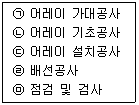 ㉠ 어레이 가대공사
㉡ 어레이 기초공사
㉢ 어레이 설치공사
㉣ 배선공사
㉤ 점검 및 검사